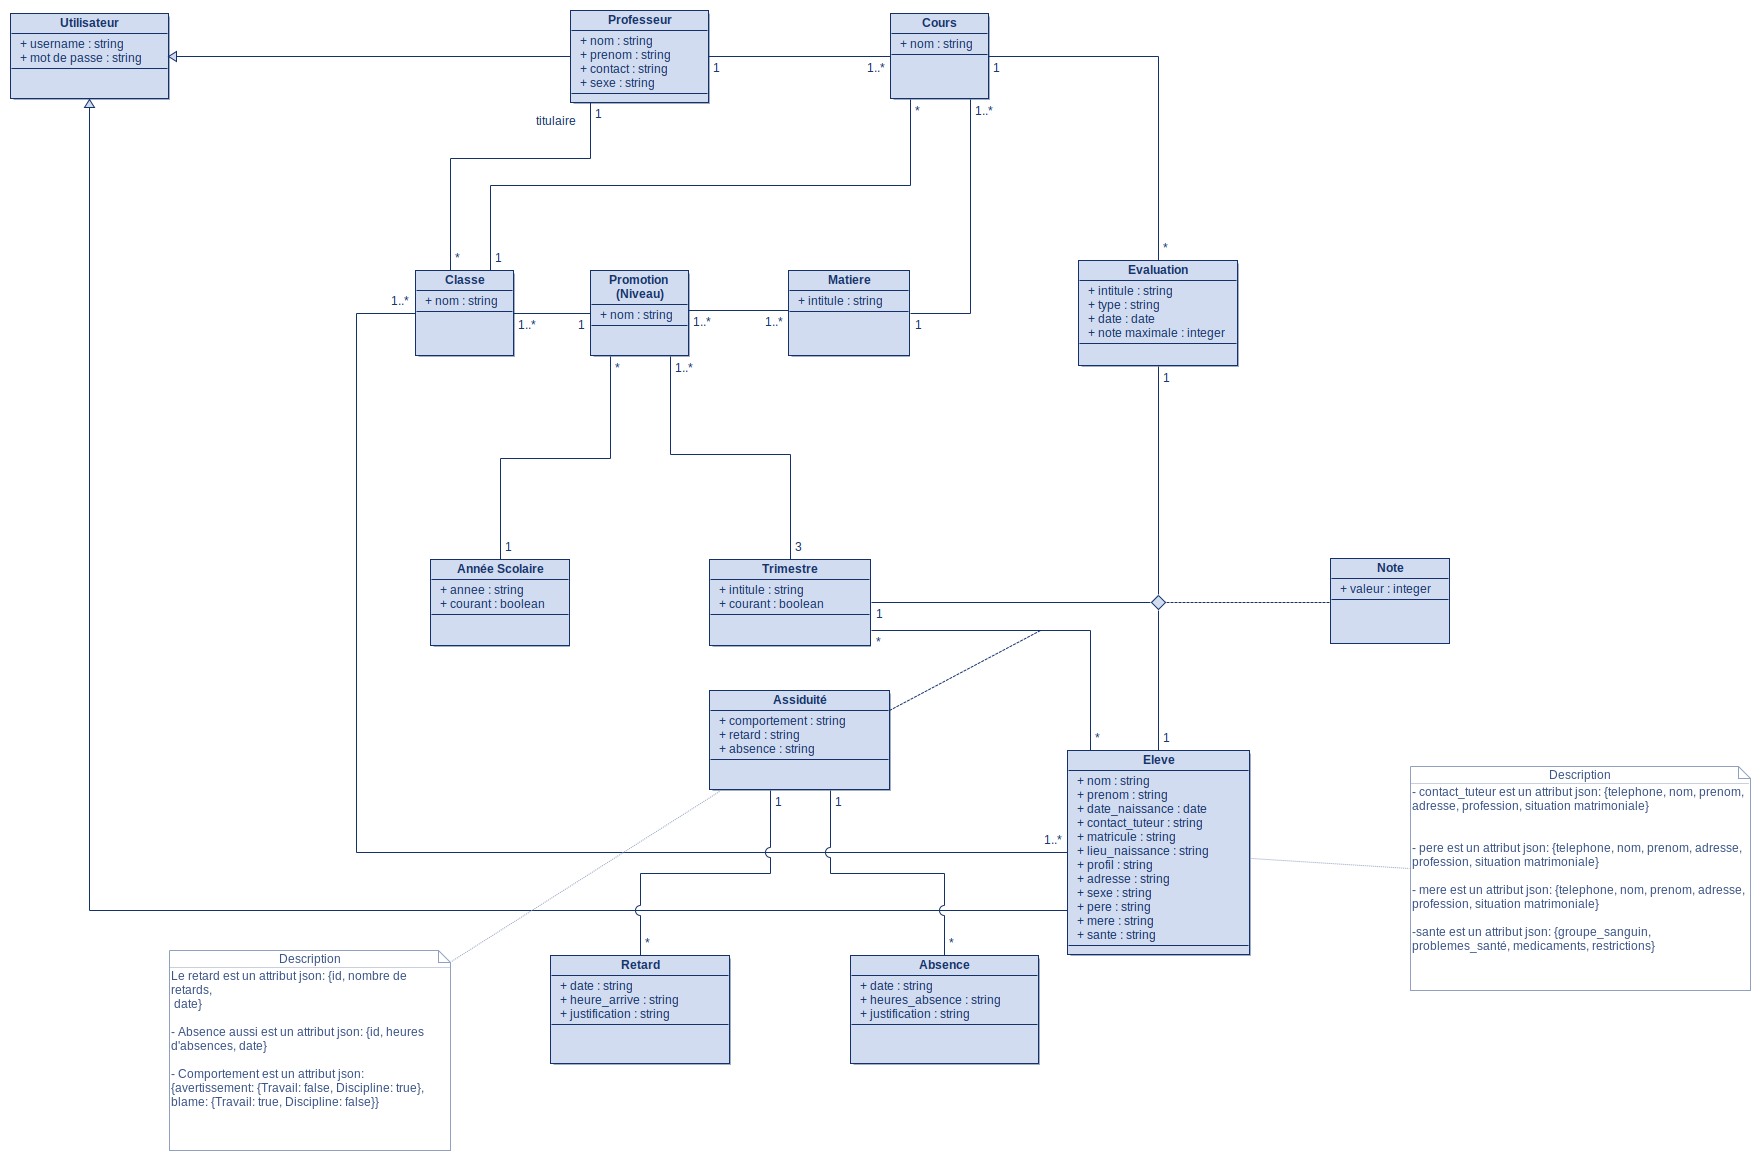 Utilisateur
+ username : string
+ mot de passe : string
Professeur
+ nom : string
+ prenom : string
+ contact : string
+ sexe : string
Cours
+ nom : string
1
1..*
1
titulaire
1
*
1..*
*
*
1
Classe
+ nom : string
1..*
1..*
1
Promotion
(Niveau)
+ nom : string
1..*
1..*
Matiere
+ intitule : string
1
Evaluation
+ intitule : string
+ type : string
+ date : date
+ note maximale : integer
1
*
1..*
1
3
Année Scolaire
+ annee : string
+ courant : boolean
Trimestre
+ intitule : string
+ courant : boolean
1
*
Note
+ valeur : integer
Assiduité
+ comportement : string
+ retard : string
+ absence : string
1
1
*
1
1..*
Eleve
+ nom : string
+ prenom : string
+ date_naissance : date
+ contact_tuteur : string
+ matricule : string
+ lieu_naissance : string
+ profil : string
+ adresse : string
+ sexe : string
+ pere : string
+ mere : string
+ sante : string
Description
- contact_tuteur est un attribut json: {telephone, nom, prenom,
adresse, profession, situation matrimoniale}
- pere est un attribut json: {telephone, nom, prenom, adresse,
profession, situation matrimoniale}
- mere est un attribut json: {telephone, nom, prenom, adresse,
profession, situation matrimoniale}
-sante est un attribut json: {groupe_sanguin,
problemes_santé, medicaments, restrictions}
*
*
Description
Le retard est un attribut json: {id, nombre de
retards,
date}
- Absence aussi est un attribut json: {id, heures
d'absences, date}
- Comportement est un attribut json:
{avertissement: {Travail: false, Discipline: true},
blame: {Travail: true, Discipline: false}}
Retard
+ date : string
+ heure_arrive : string
+ justification : string
Absence
+ date : string
+ heures_absence : string
+ justification : string